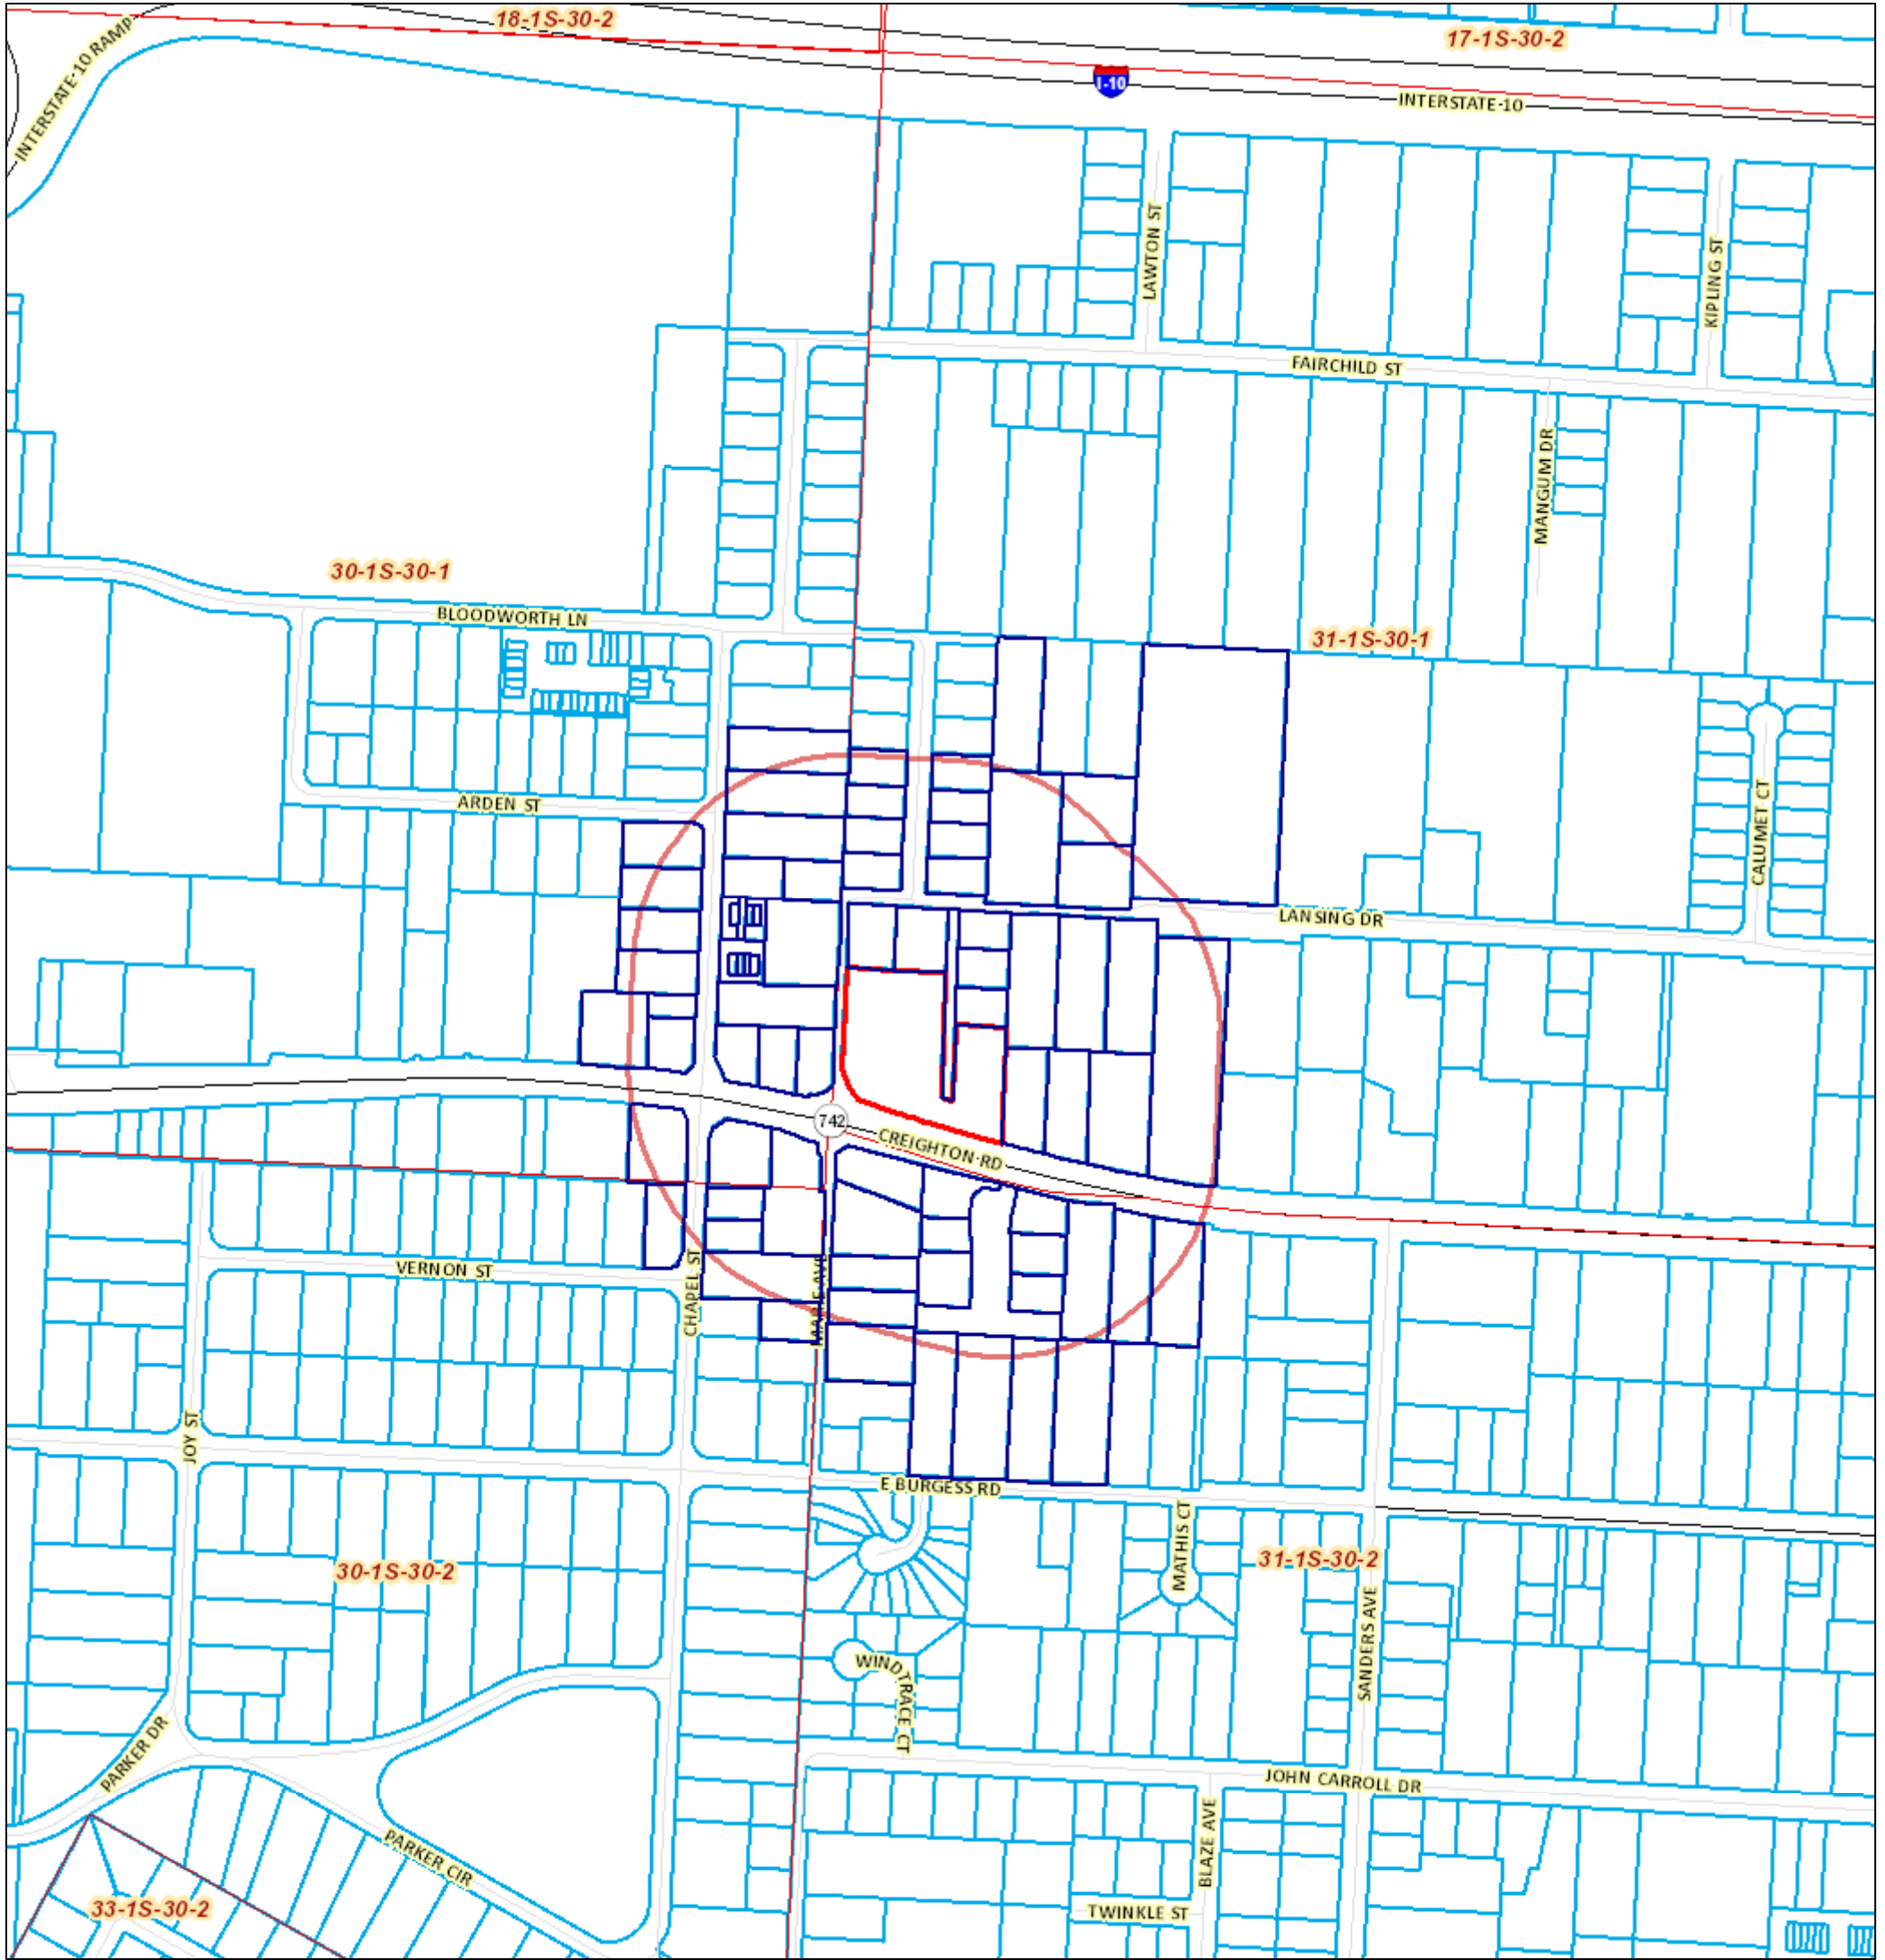 18-1S-30-2
17-1S-30-2
INTERSTATE-10 RAMP
I-10
INTERSTATE-10
LAWTON ST
KIPLING ST
FAIRCHILD ST
MANGUM DR
30-1S-30-1
BLOODWORTH LN
31-1S-30-1
ARDEN ST
CALUMET CT
LANSING DR
742
CREIGHTON RD
VERNON ST
CHAPEL ST
MARIE AVE
JOY ST
E BURGESS RD
MATHIS CT
30-1S-30-2
31-1S-30-2
SANDERS AVE
WINDTRACE CT
PARKER DR
JOHN CARROLL DR
BLAZE AVE
PARKER CIR
33-1S-30-2
TWINKLE ST